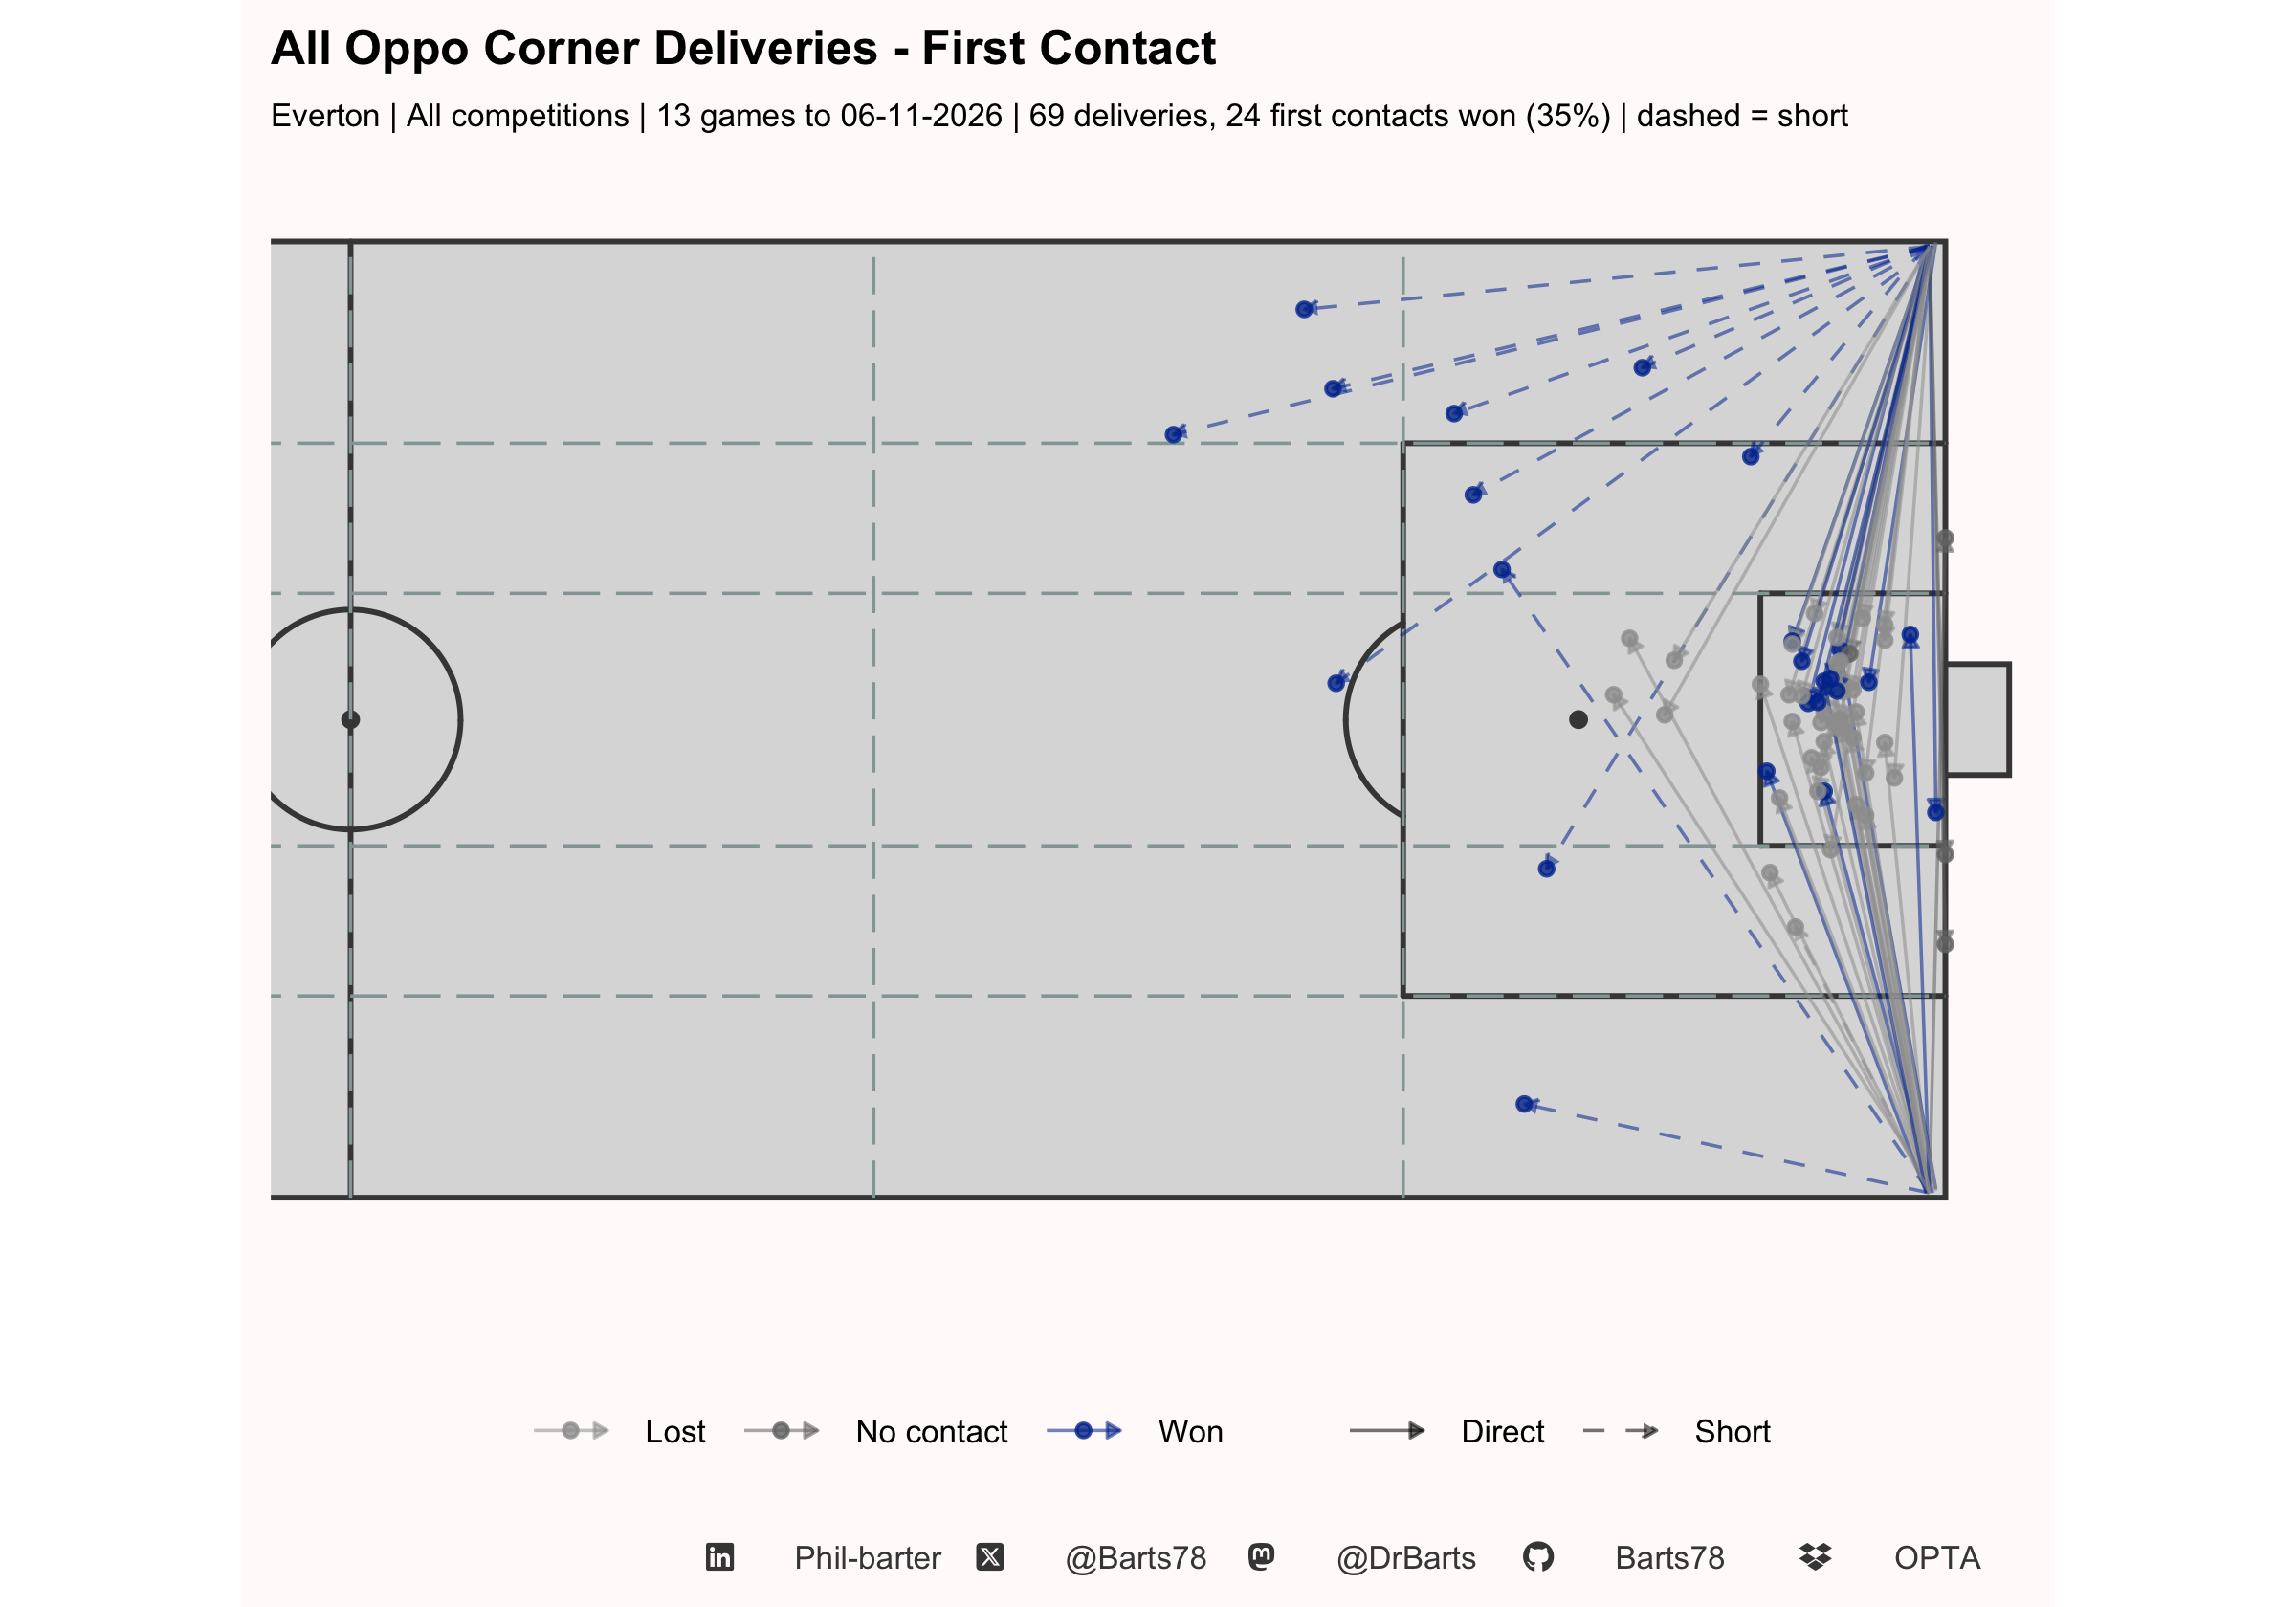 All Oppo Corner Deliveries - First Contact
Everton | All competitions | 13 games to 06-11-2026 | 69 deliveries, 24 first contacts won (35%) | dashed = short
Lost No contact Won Direct Short
Phil-barter @Barts78 @DrBarts Barts78 OPTA